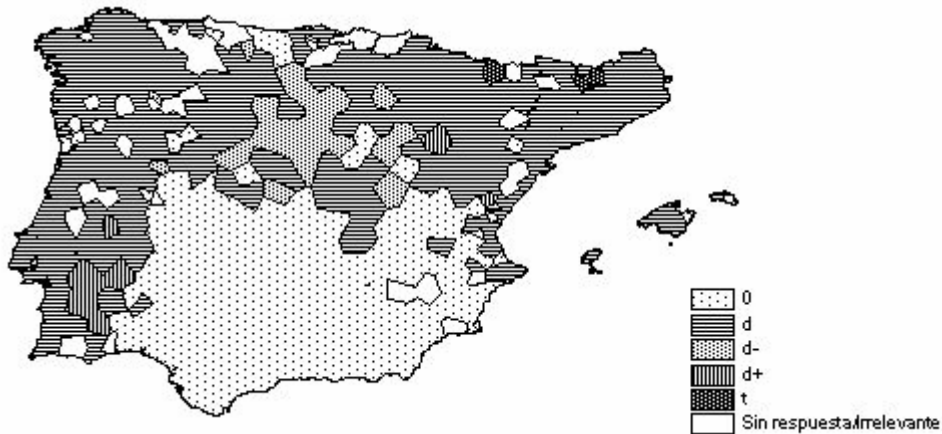 0
d
d-
d+
t
Sin respuesta/Irrelevante